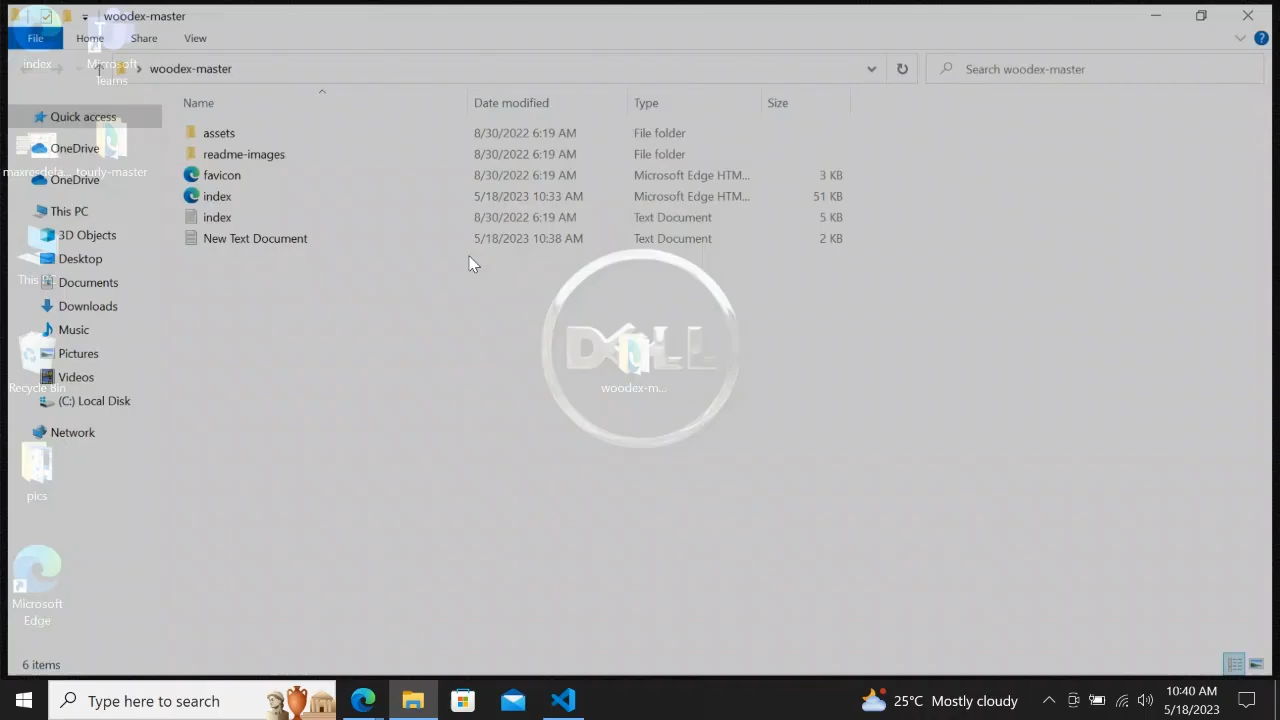 woodex-master
File Home Share View
index
Microsoft
Teams
woodex-master
Search woodex-master
Name Date modified Type Size
Quick access
OneDrive
maxresdefa... tourly-master
OneDrive
This PC
3D Objects
Desktop
This PC
Documents
Downloads
Music
Pictures
Videos
Recycle Bin
(C:) Local Disk
Network
pics
Microsoft
Edge
assets 8/30/2022 6:19 AM File folder
readme-images 8/30/2022 6:19 AM File folder
favicon 8/30/2022 6:19 AM Microsoft Edge HTM... 3 KB
index 5/18/2023 10:33 AM Microsoft Edge HTM... 51 KB
index 8/30/2022 6:19 AM Text Document 5 KB
New Text Document 5/18/2023 10:38 AM Text Document 2 KB
DELL
woodex-m...
6 items
Type here to search
25°C Mostly cloudy
10:40 AM
5/18/2023